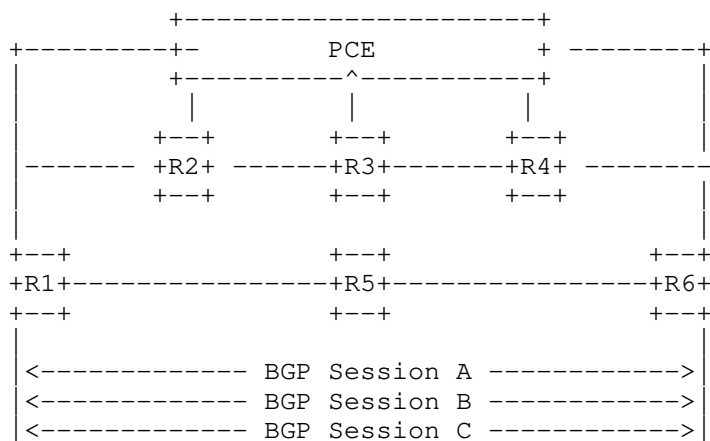 +---------------------+
+---------+-          PCE             + --------+
|         +----------^-----------+         |
|          |         |          |          |
|        +--+      +--+       +--+         |
|------- +R2+ ------+R3+-------+R4+ --------
|        +--+      +--+       +--+         |
|                                          |
+--+               +--+                 +--+
+R1+---------------+R5+-----------------+R6+
+--+               +--+                 +--+
|                                          |
|<------------- BGP Session A ------------>|
|<------------- BGP Session B ------------>|
|<------------- BGP Session C ------------>|